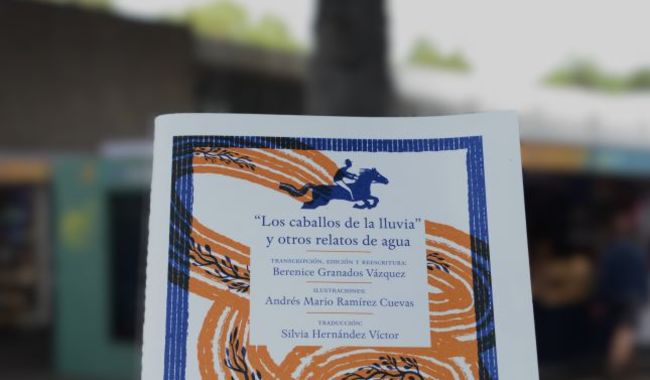 “Los caballos de la lluvia”
y otros relatos de agua
TRANSCRIPCIÓN, EDICIÓN Y REESCRITURA:
Berenice Granados Vázquez
ILUSTRACIONES:
Andrés Mario Ramírez Cuevas
TRADUCCIÓN:
Silvia Hernández Víctor